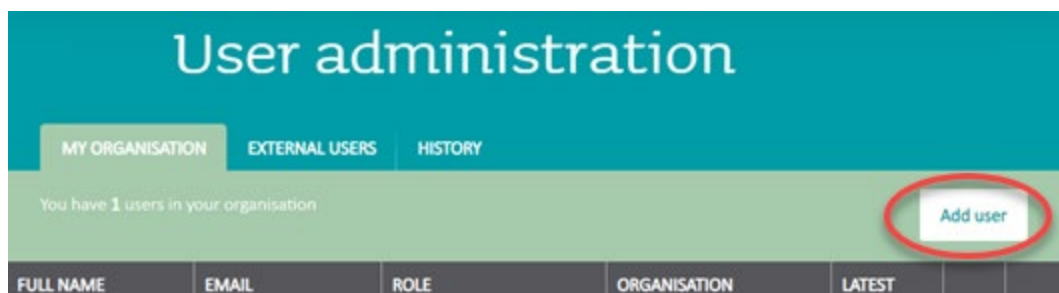 User administration
MY ORGANISATION EXTERNAL USERS HISTORY
You have 1 users in your organisation
Add user
FULL NAME EMAIL ROLE ORGANISATION LATEST